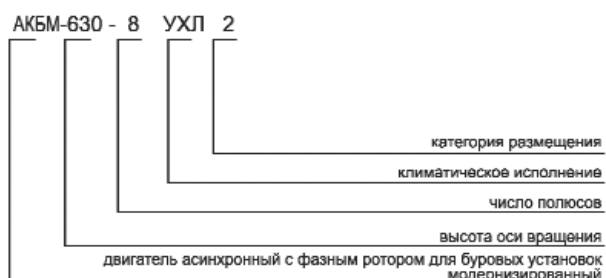 АКБМ-630 - 8 УХЛ 2
категория размещения
климатическое исполнение
число полюсов
высота оси вращения
двигатель асинхронный с фазным ротором для буровых установок
модернизированный